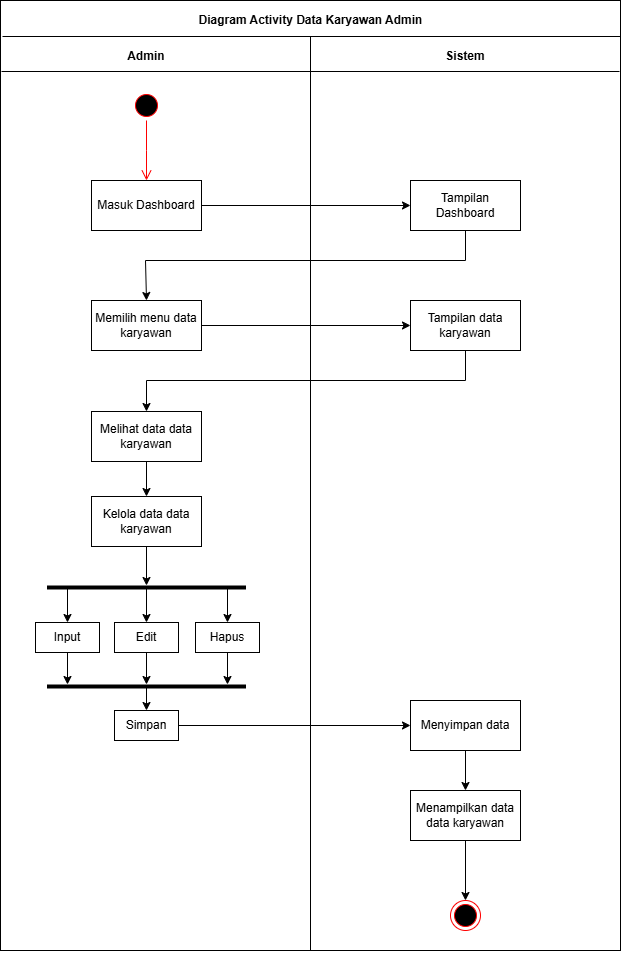 Diagram Activity Data Karyawan Admin
Admin
Sistem
Masuk Dashboard
Tampilan
Dashboard
Memilih menu data
karyawan
Tampilan data
karyawan
Melihat data data
karyawan
Kelola data data
karyawan
Input
Edit
Hapus
Simpan
Menyimpan data
Menampilkan data
data karyawan